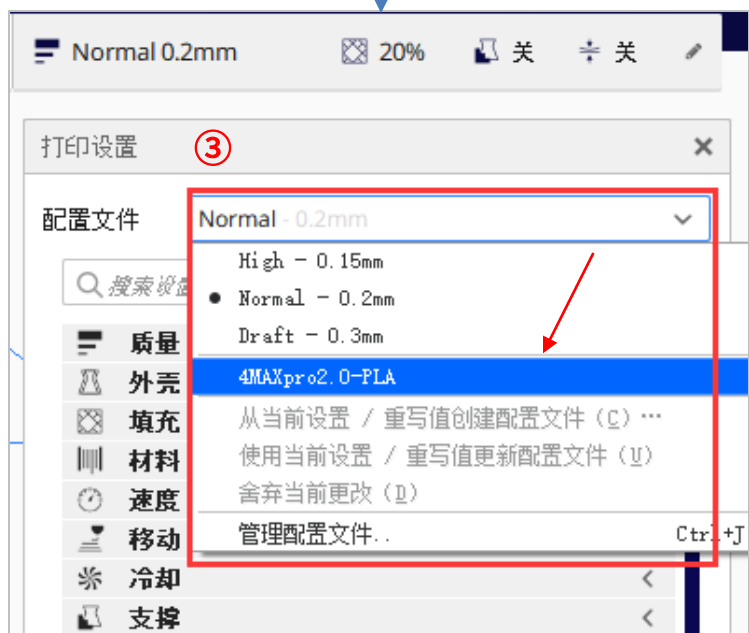 Normal 0.2mm 20% 关 关
打印设置 ③
配置文件 Normal - 0.2mm
High - 0.15mm
搜索设置
Normal - 0.2mm
Draft - 0.3mm
质量
4MAXpro2.0-PLA
外壳
从当前设置 / 重写值创建配置文件 (C) ...
填充
使用当前设置 / 重写值更新配置文件 (U)
材料
舍弃当前更改 (D)
速度
管理配置文件.. Ctrl+J
移动
冷却
支撑